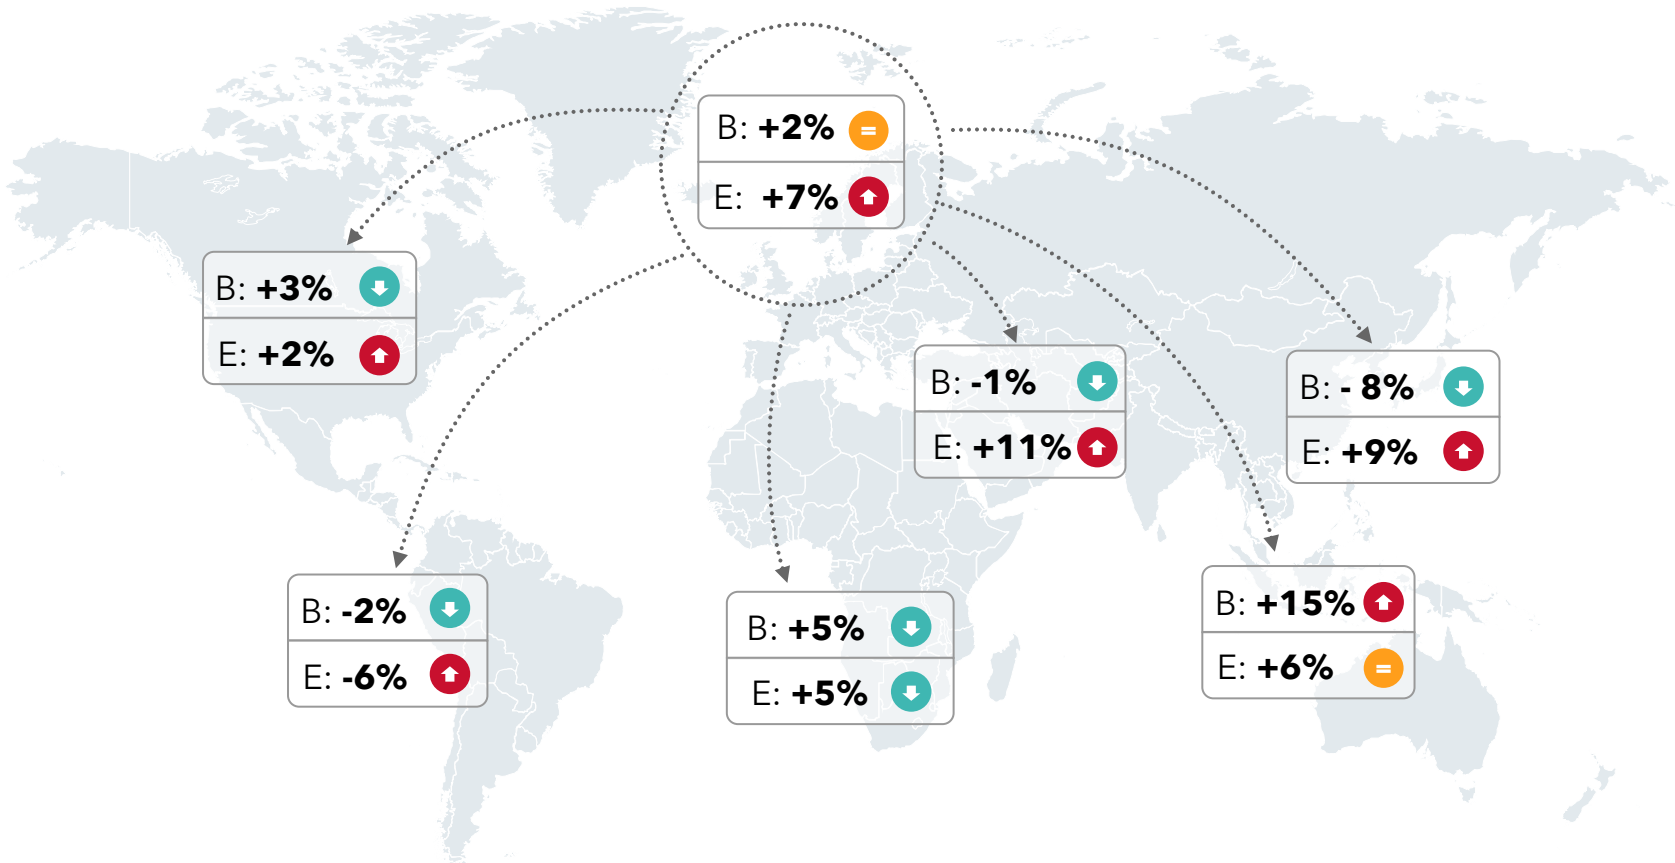 B: +2% =
E: +7%
B: +3%
E: +2%
B: -1%
E: +11%
B: - 8%
E: +9%
B: -2%
E: -6%
B: +5%
E: +5%
B: +15%
E: +6% =